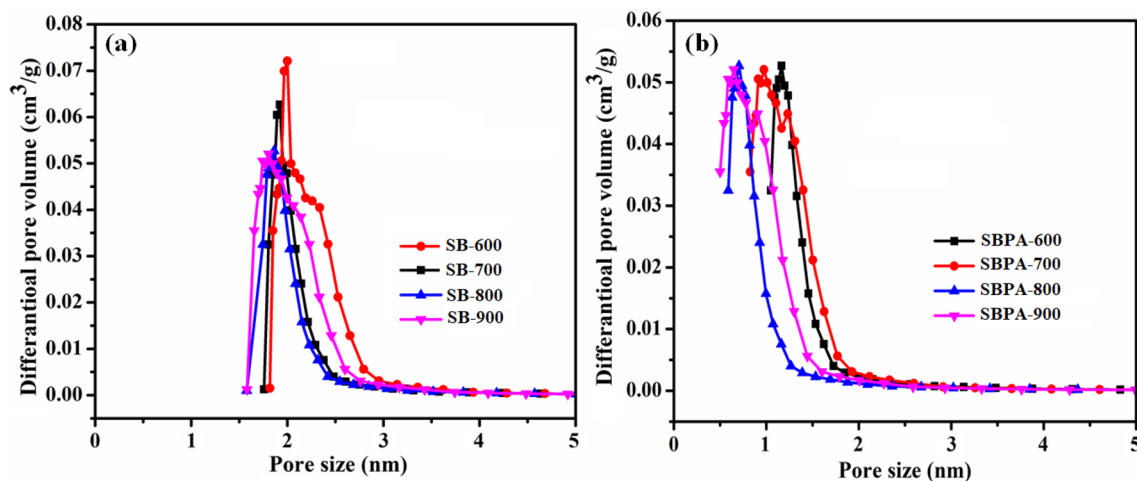 (a)
Differantioal pore volume (cm³/g)
0.08
0.07
0.06
0.05
0.04
0.03
0.02
0.01
0.00
SB-600
SB-700
SB-800
SB-900
0 1 2 3 4 5
Pore size (nm)
(b)
Differantioal pore volume (cm³/g)
0.06
0.05
0.04
0.03
0.02
0.01
0.00
SBPA-600
SBPA-700
SBPA-800
SBPA-900
0 1 2 3 4 5
Pore size (nm)